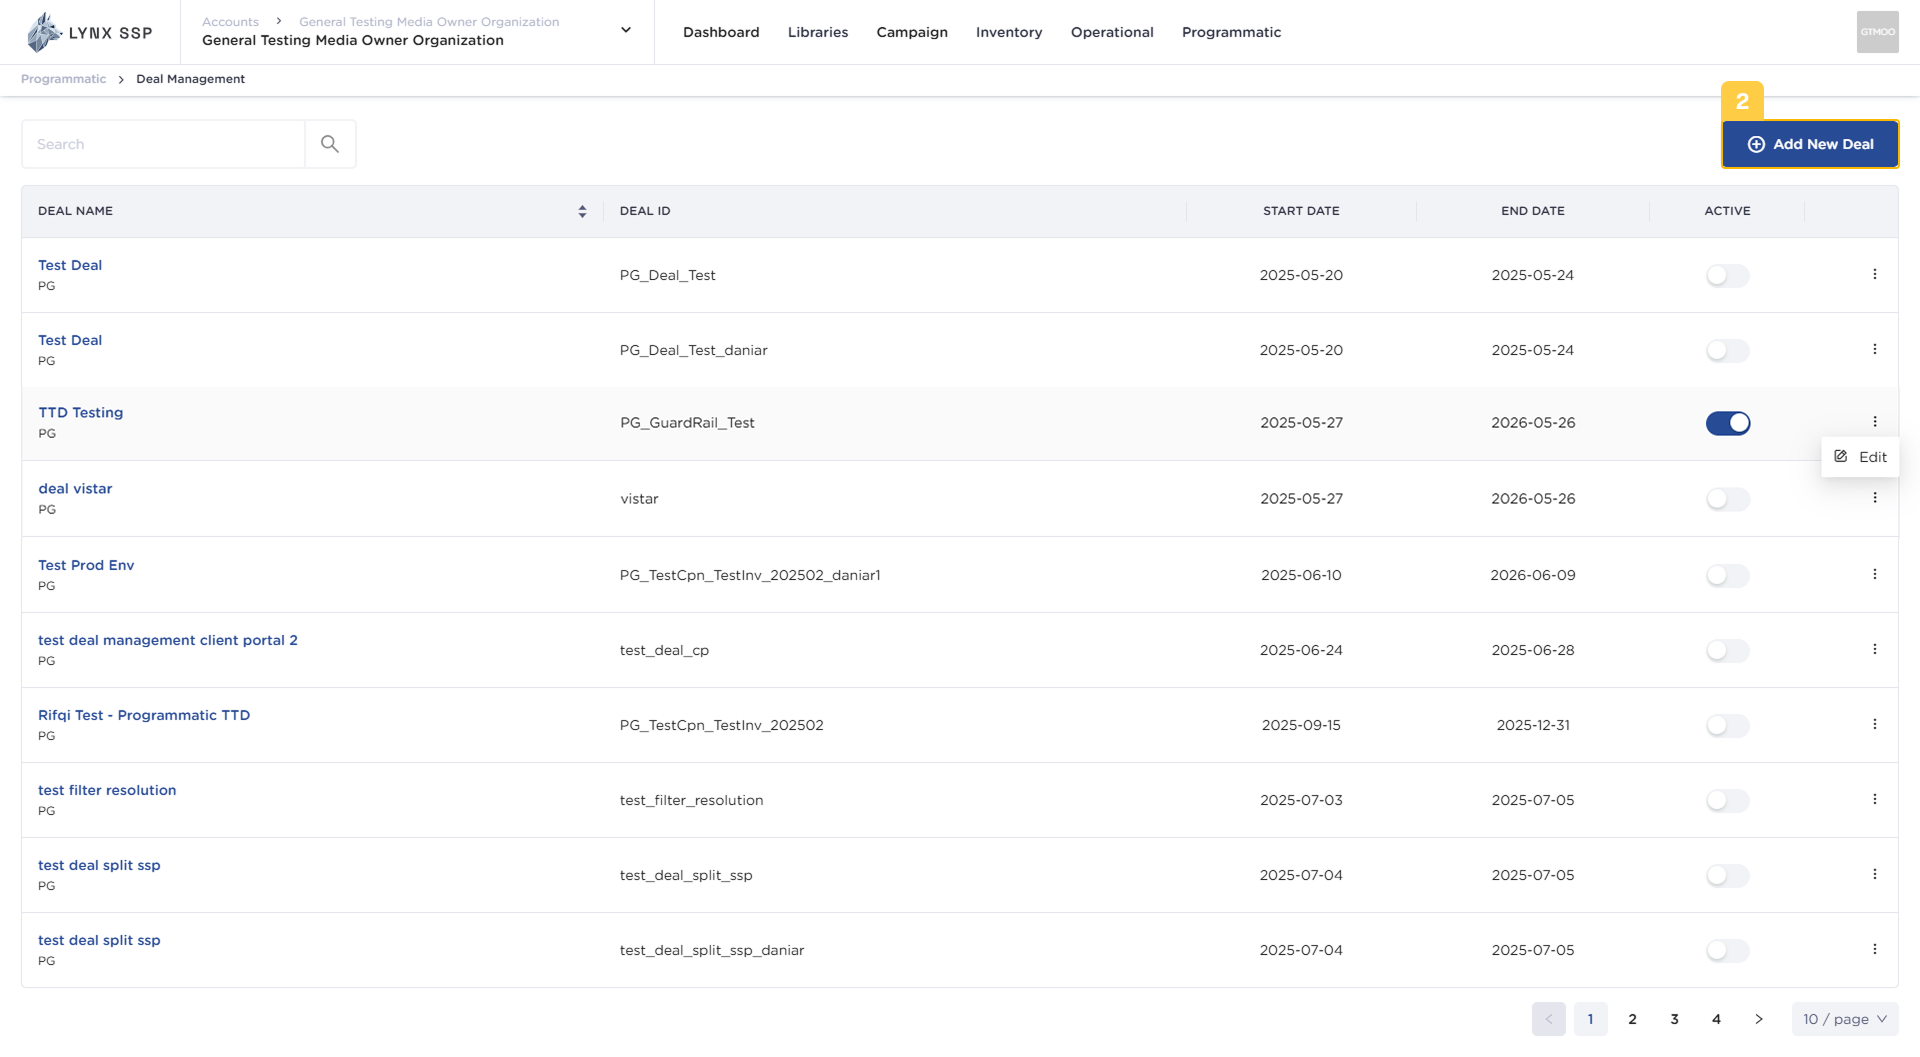 LYNX SSP
Accounts > General Testing Media Owner Organization
General Testing Media Owner Organization
Dashboard Libraries Campaign Inventory Operational Programmatic
GTMOO
Programmatic > Deal Management
2
Search
Add New Deal
DEAL NAME DEAL ID START DATE END DATE ACTIVE
Test Deal
PG
PG_Deal_Test 2025-05-20 2025-05-24
Test Deal
PG
PG_Deal_Test_daniar 2025-05-20 2025-05-24
TTD Testing
PG
PG_GuardRail_Test 2025-05-27 2026-05-26
Edit
deal vistar
PG
vistar 2025-05-27 2026-05-26
Test Prod Env
PG
PG_TestCpn_TestInv_202502_daniar1 2025-06-10 2026-06-09
test deal management client portal 2
PG
test_deal_cp 2025-06-24 2025-06-28
Rifqi Test - Programmatic TTD
PG
PG_TestCpn_TestInv_202502 2025-09-15 2025-12-31
test filter resolution
PG
test_filter_resolution 2025-07-03 2025-07-05
test deal split ssp
PG
test_deal_split_ssp 2025-07-04 2025-07-05
test deal split ssp
PG
test_deal_split_ssp_daniar 2025-07-04 2025-07-05
< 1 2 3 4 > 10 / page